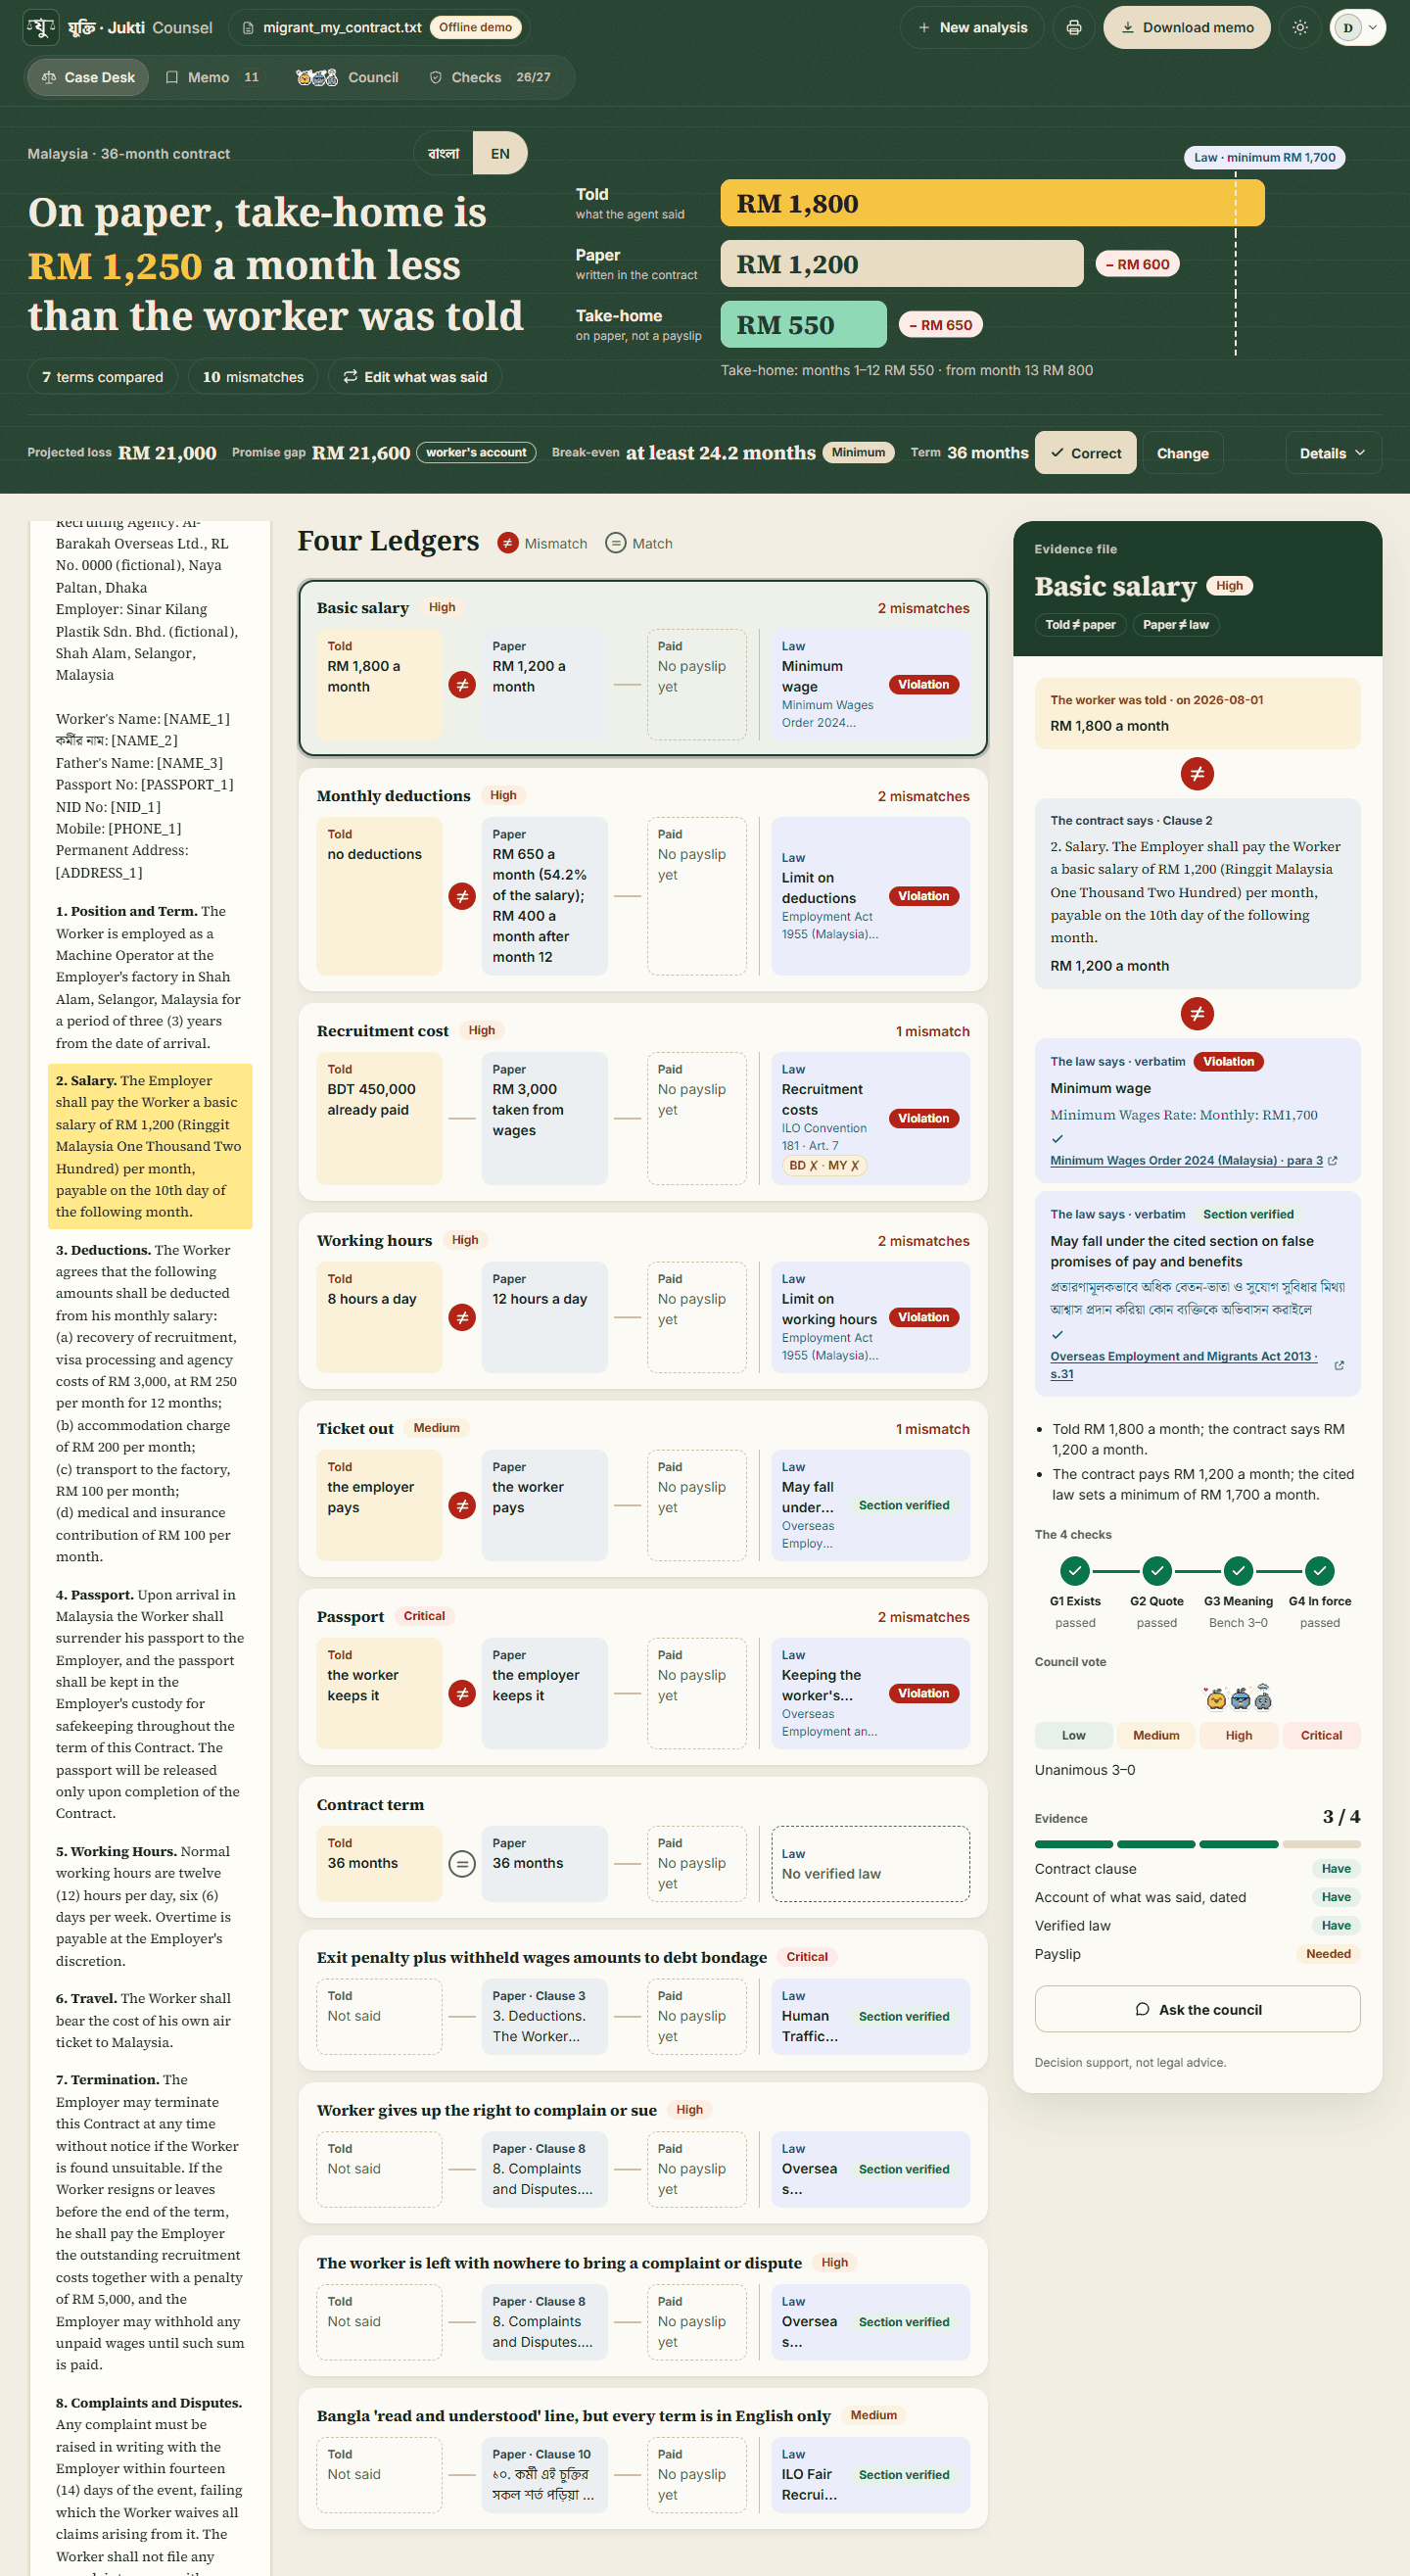 যুক্তি · Jukti Counsel
migrant_my_contract.txt Offline demo
New analysis
Download memo
D
Case Desk
Memo 11
Council
Checks 26/27
Malaysia · 36-month contract
বাংলা EN
On paper, take-home is
RM 1,250 a month less
than the worker was told
7 terms compared
10 mismatches
Edit what was said
Law · minimum RM 1,700
Told
what the agent said
RM 1,800
Paper
written in the contract
RM 1,200
– RM 600
Take-home
on paper, not a payslip
RM 550
– RM 650
Take-home: months 1–12 RM 550 · from month 13 RM 800
Projected loss RM 21,000
Promise gap RM 21,600 worker's account
Break-even at least 24.2 months Minimum
Term 36 months
Correct
Change
Details
Recruiting Agency: Al-
Barakah Overseas Ltd., RL
No. 0000 (fictional), Naya
Paltan, Dhaka
Employer: Sinar Kilang
Plastik Sdn. Bhd. (fictional),
Shah Alam, Selangor,
Malaysia
Worker's Name: [NAME_1]
কর্মীর নাম: [NAME_2]
Father's Name: [NAME_3]
Passport No: [PASSPORT_1]
NID No: [NID_1]
Mobile: [PHONE_1]
Permanent Address:
[ADDRESS_1]
1. Position and Term. The
Worker is employed as a
Machine Operator at the
Employer's factory in Shah
Alam, Selangor, Malaysia for
a period of three (3) years
from the date of arrival.
2. Salary. The Employer
shall pay the Worker a basic
salary of RM 1,200 (Ringgit
Malaysia One Thousand Two
Hundred) per month,
payable on the 10th day of
the following month.
3. Deductions. The Worker
agrees that the following
amounts shall be deducted
from his monthly salary:
(a) recovery of recruitment,
visa processing and agency
costs of RM 3,000, at RM 250
per month for 12 months;
(b) accommodation charge
of RM 200 per month;
(c) transport to the factory,
RM 100 per month;
(d) medical and insurance
contribution of RM 100 per
month.
4. Passport. Upon arrival in
Malaysia the Worker shall
surrender his passport to the
Employer, and the passport
shall be kept in the
Employer's custody for
safekeeping throughout the
term of this Contract. The
passport will be released
only upon completion of the
Contract.
5. Working Hours. Normal
working hours are twelve
(12) hours per day, six (6)
days per week. Overtime is
payable at the Employer's
discretion.
6. Travel. The Worker shall
bear the cost of his own air
ticket to Malaysia.
7. Termination. The
Employer may terminate
this Contract at any time
without notice if the Worker
is found unsuitable. If the
Worker resigns or leaves
before the end of the term,
he shall pay the Employer
the outstanding recruitment
costs together with a penalty
of RM 5,000, and the
Employer may withhold any
unpaid wages until such sum
is paid.
8. Complaints and Disputes.
Any complaint must be
raised in writing with the
Employer within fourteen
(14) days of the event, failing
which the Worker waives all
claims arising from it. The
Worker shall not file any
Four Ledgers
≠ Mismatch
= Match
Basic salary High
2 mismatches
Told
RM 1,800 a
month
≠
Paper
RM 1,200 a
month
Paid
No payslip
yet
Law
Minimum
wage
Minimum Wages
Order 2024...
Violation
Monthly deductions High
2 mismatches
Told
no deductions
≠
Paper
RM 650 a
month (54.2%
of the salary);
RM 400 a
month after
month 12
Paid
No payslip
yet
Law
Limit on
deductions
Employment Act
1955 (Malaysia)...
Violation
Recruitment cost High
1 mismatch
Told
BDT 450,000
already paid
Paper
RM 3,000
taken from
wages
Paid
No payslip
yet
Law
Recruitment
costs
ILO Convention
181 · Art. 7
BD ✗ · MY ✗
Violation
Working hours High
2 mismatches
Told
8 hours a day
≠
Paper
12 hours a day
Paid
No payslip
yet
Law
Limit on
working hours
Employment Act
1955 (Malaysia)...
Violation
Ticket out Medium
1 mismatch
Told
the employer
pays
≠
Paper
the worker
pays
Paid
No payslip
yet
Law
May fall
under...
Overseas
Employ...
Section verified
Passport Critical
2 mismatches
Told
the worker
keeps it
≠
Paper
the employer
keeps it
Paid
No payslip
yet
Law
Keeping the
worker's...
Overseas
Employment an...
Violation
Contract term
Told
36 months
=
Paper
36 months
Paid
No payslip
yet
Law
No verified law
Exit penalty plus withheld wages amounts to debt bondage Critical
Told
Not said
Paper · Clause 3
3. Deductions.
The Worker...
Paid
No payslip
yet
Law
Human
Traffic...
Section verified
Worker gives up the right to complain or sue High
Told
Not said
Paper · Clause 8
8. Complaints
and Disputes....
Paid
No payslip
yet
Law
Oversea
s...
Section verified
The worker is left with nowhere to bring a complaint or dispute High
Told
Not said
Paper · Clause 8
8. Complaints
and Disputes....
Paid
No payslip
yet
Law
Oversea
s...
Section verified
Bangla 'read and understood' line, but every term is in English only Medium
Told
Not said
Paper · Clause 10
১০. কর্মী এই চুক্তির
সকল শর্ত পড়িয়া ...
Paid
No payslip
yet
Law
ILO Fair
Recrui...
Section verified
Evidence file
Basic salary High
Told ≠ paper
Paper ≠ law
The worker was told · on 2026-08-01
RM 1,800 a month
≠
The contract says · Clause 2
2. Salary. The Employer shall pay the Worker
a basic salary of RM 1,200 (Ringgit Malaysia
One Thousand Two Hundred) per month,
payable on the 10th day of the following
month.
RM 1,200 a month
≠
The law says · verbatim Violation
Minimum wage
Minimum Wages Rate: Monthly: RM1,700
Minimum Wages Order 2024 (Malaysia) · para 3
The law says · verbatim Section verified
May fall under the cited section on false
promises of pay and benefits
প্রতারণামূলকভাবে অধিক বেতন-ভাতা ও সুযোগ সুবিধার মিথ্যা
আশ্বাস প্রদান করিয়া কোন ব্যক্তিকে অভিবাসন করাইলে
Overseas Employment and Migrants Act 2013 ·
s.31
• Told RM 1,800 a month; the contract says RM
1,200 a month.
• The contract pays RM 1,200 a month; the cited
law sets a minimum of RM 1,700 a month.
The 4 checks
G1 Exists
passed
G2 Quote
passed
G3 Meaning
Bench 3–0
G4 In force
passed
Council vote
Low
Medium
High
Critical
Unanimous 3–0
Evidence 3 / 4
Contract clause Have
Account of what was said, dated Have
Verified law Have
Payslip Needed
Ask the council
Decision support, not legal advice.